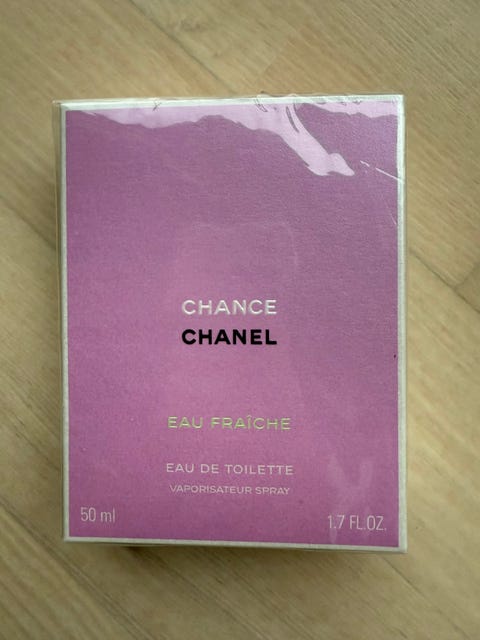 CHANCE
CHANEL
EAU FRAÎCHE
EAU DE TOILETTE
VAPORISATEUR SPRAY
50 ml
1.7 FL.OZ.